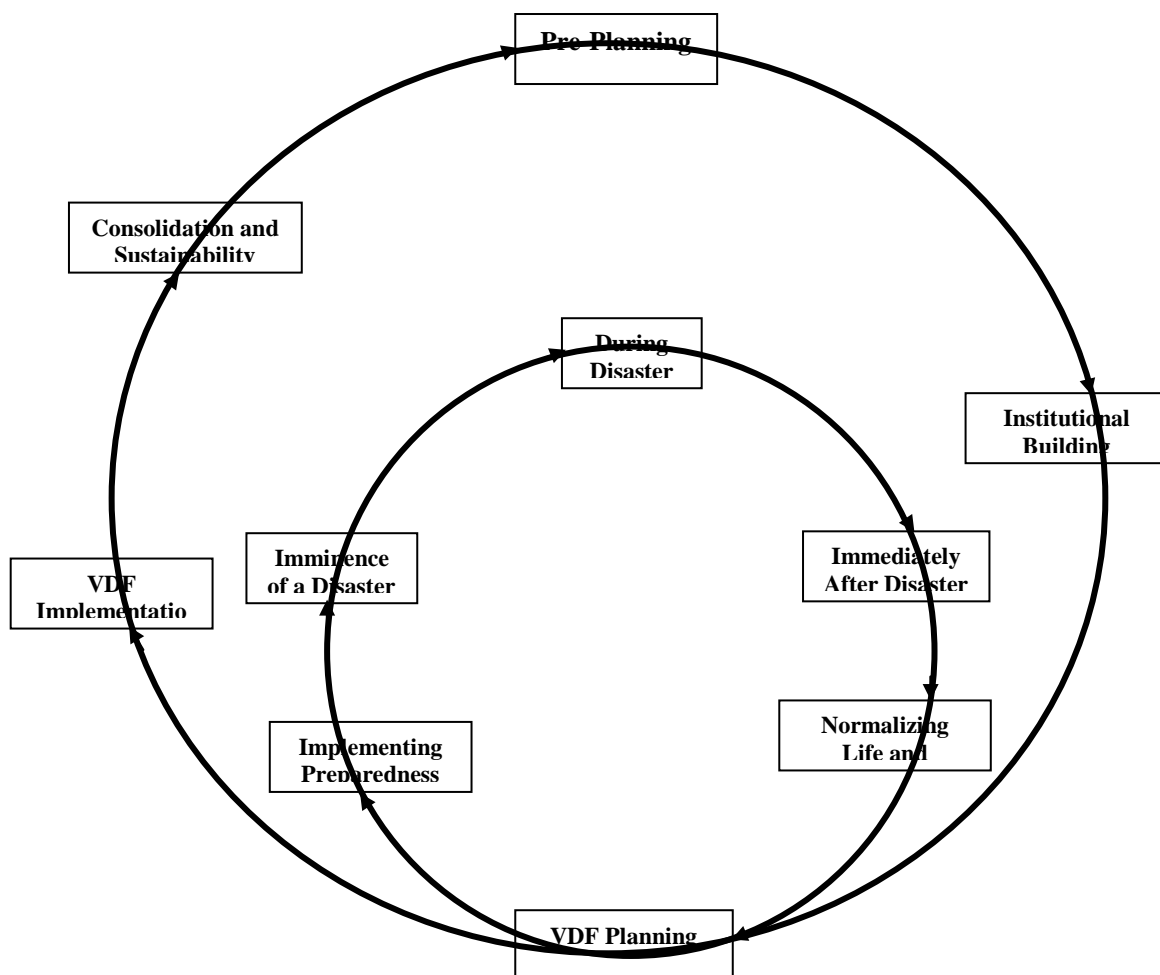 Pre-Planning
Consolidation and
Sustainability
During
Disaster
Institutional
Building
Imminence
of a Disaster
Immediately
After Disaster
VDF
Implementatio
Normalizing
Life and
Implementing
Preparedness
VDF Planning